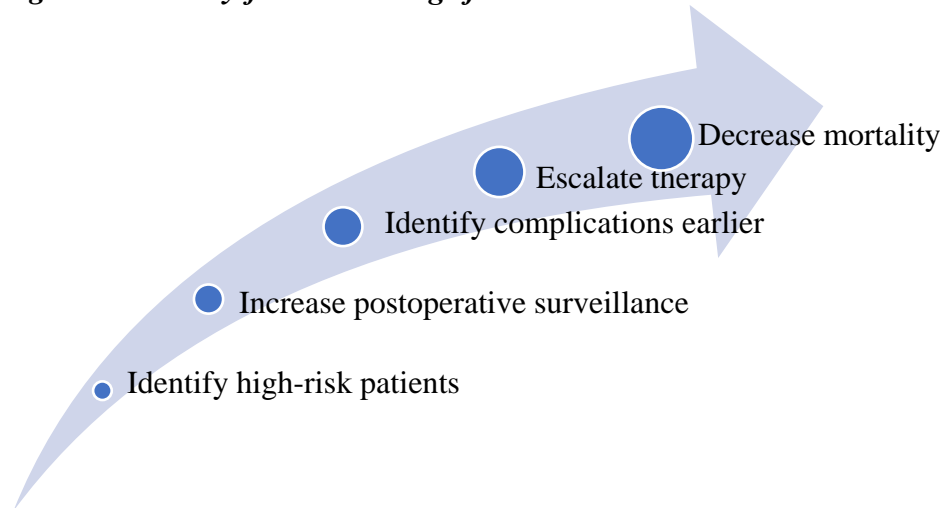 Decrease mortality
Escalate therapy
Identify complications earlier
Increase postoperative surveillance
Identify high-risk patients